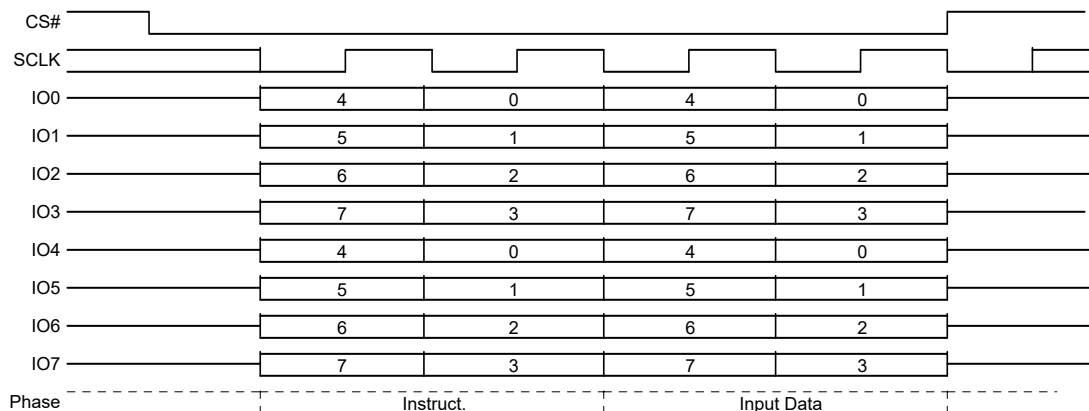 CS#
SCLK
IO0 4 0 4 0
IO1 5 1 5 1
IO2 6 2 6 2
IO3 7 3 7 3
IO4 4 0 4 0
IO5 5 1 5 1
IO6 6 2 6 2
IO7 7 3 7 3
Phase Instruct. Input Data